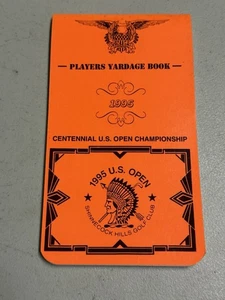 — PLAYERS YARDAGE BOOK —
1995
CENTENNIAL U.S. OPEN CHAMPIONSHIP
1995 U.S. OPEN
SHINNECOCK HILLS GOLF CLUB